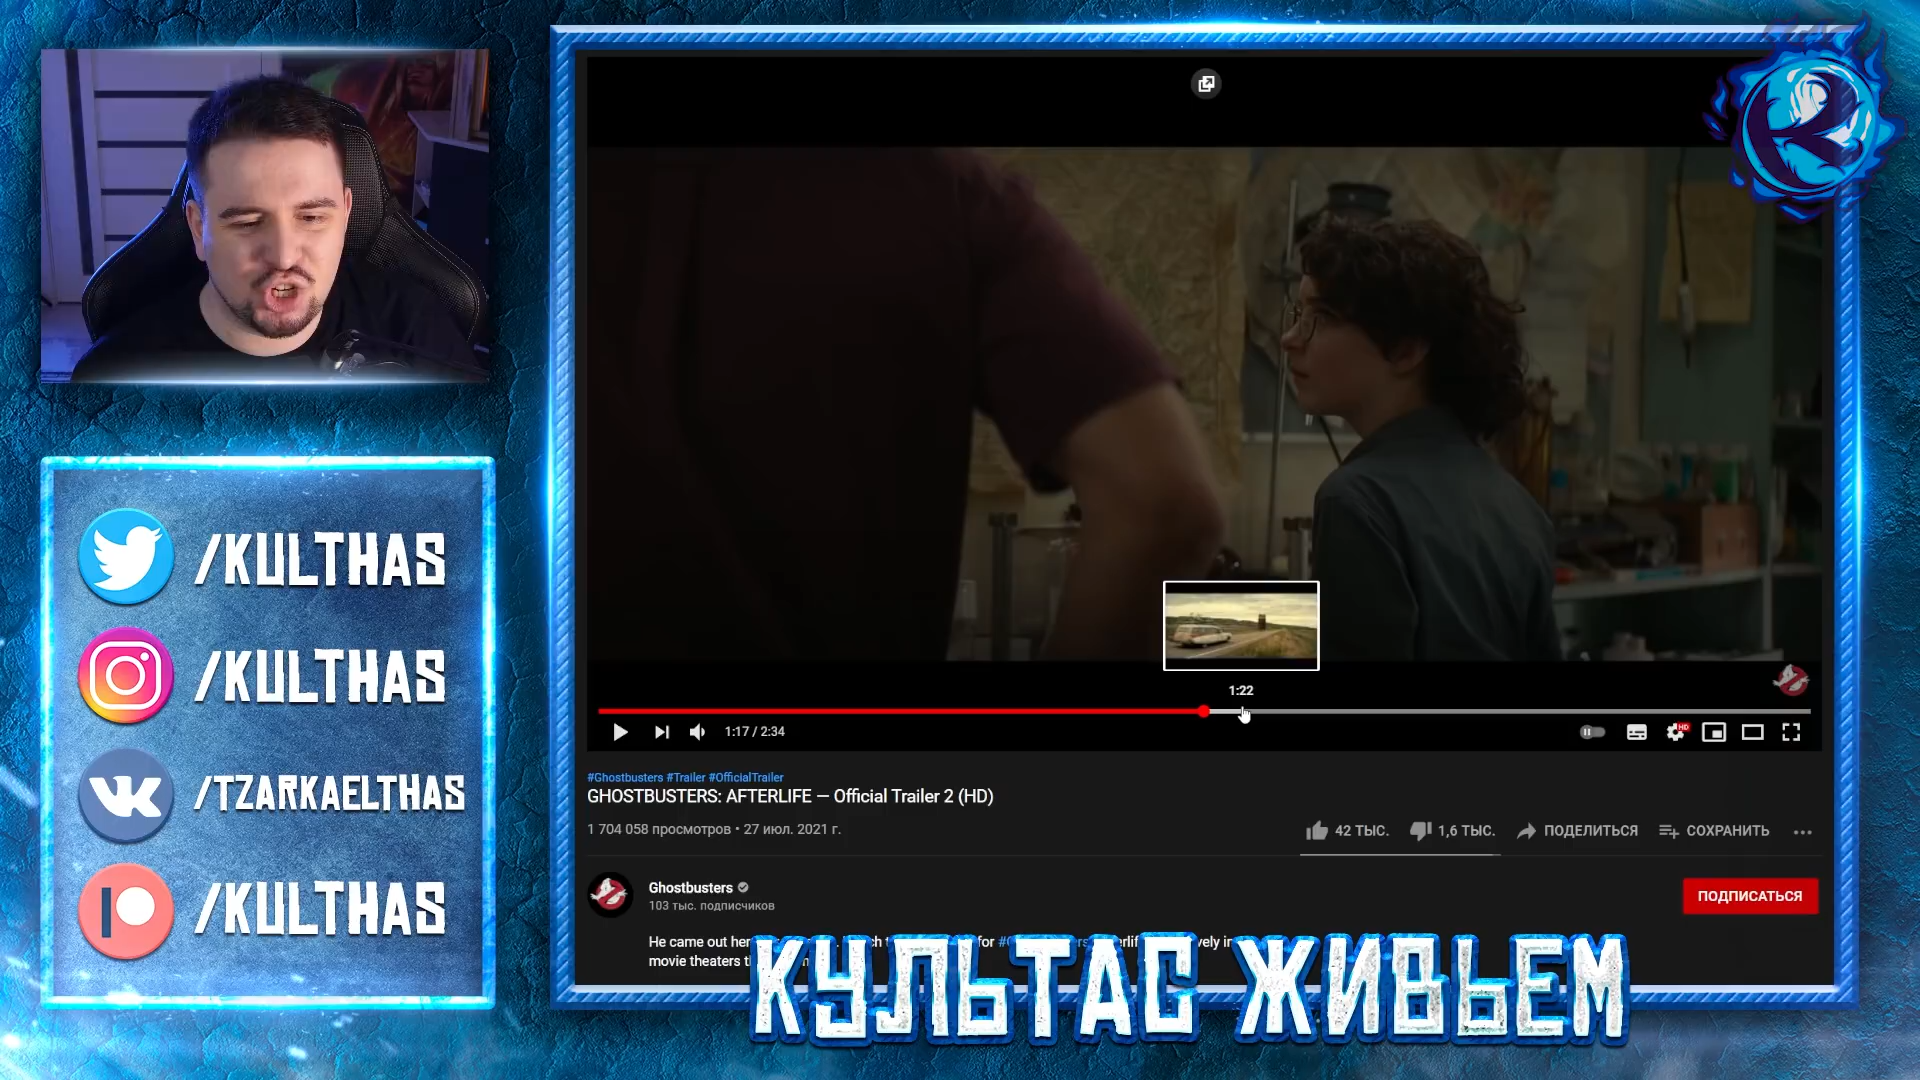 /KULTHAS
/KULTHAS
/TZARKAELTHAS
/KULTHAS
1:22
1:17 / 2:34
HD
#Ghostbusters #Trailer #OfficialTrailer
GHOSTBUSTERS: AFTERLIFE — Official Trailer 2 (HD)
1 704 058 просмотров • 27 июл. 2021 г.
42 ТЫС.
1,6 ТЫС.
ПОДЕЛИТЬСЯ
СОХРАНИТЬ
Ghostbusters
103 тыс. подписчиков
ПОДПИСАТЬСЯ
He came out for
movie theaters
КУЛЬТАС ЖИВЬЕМ